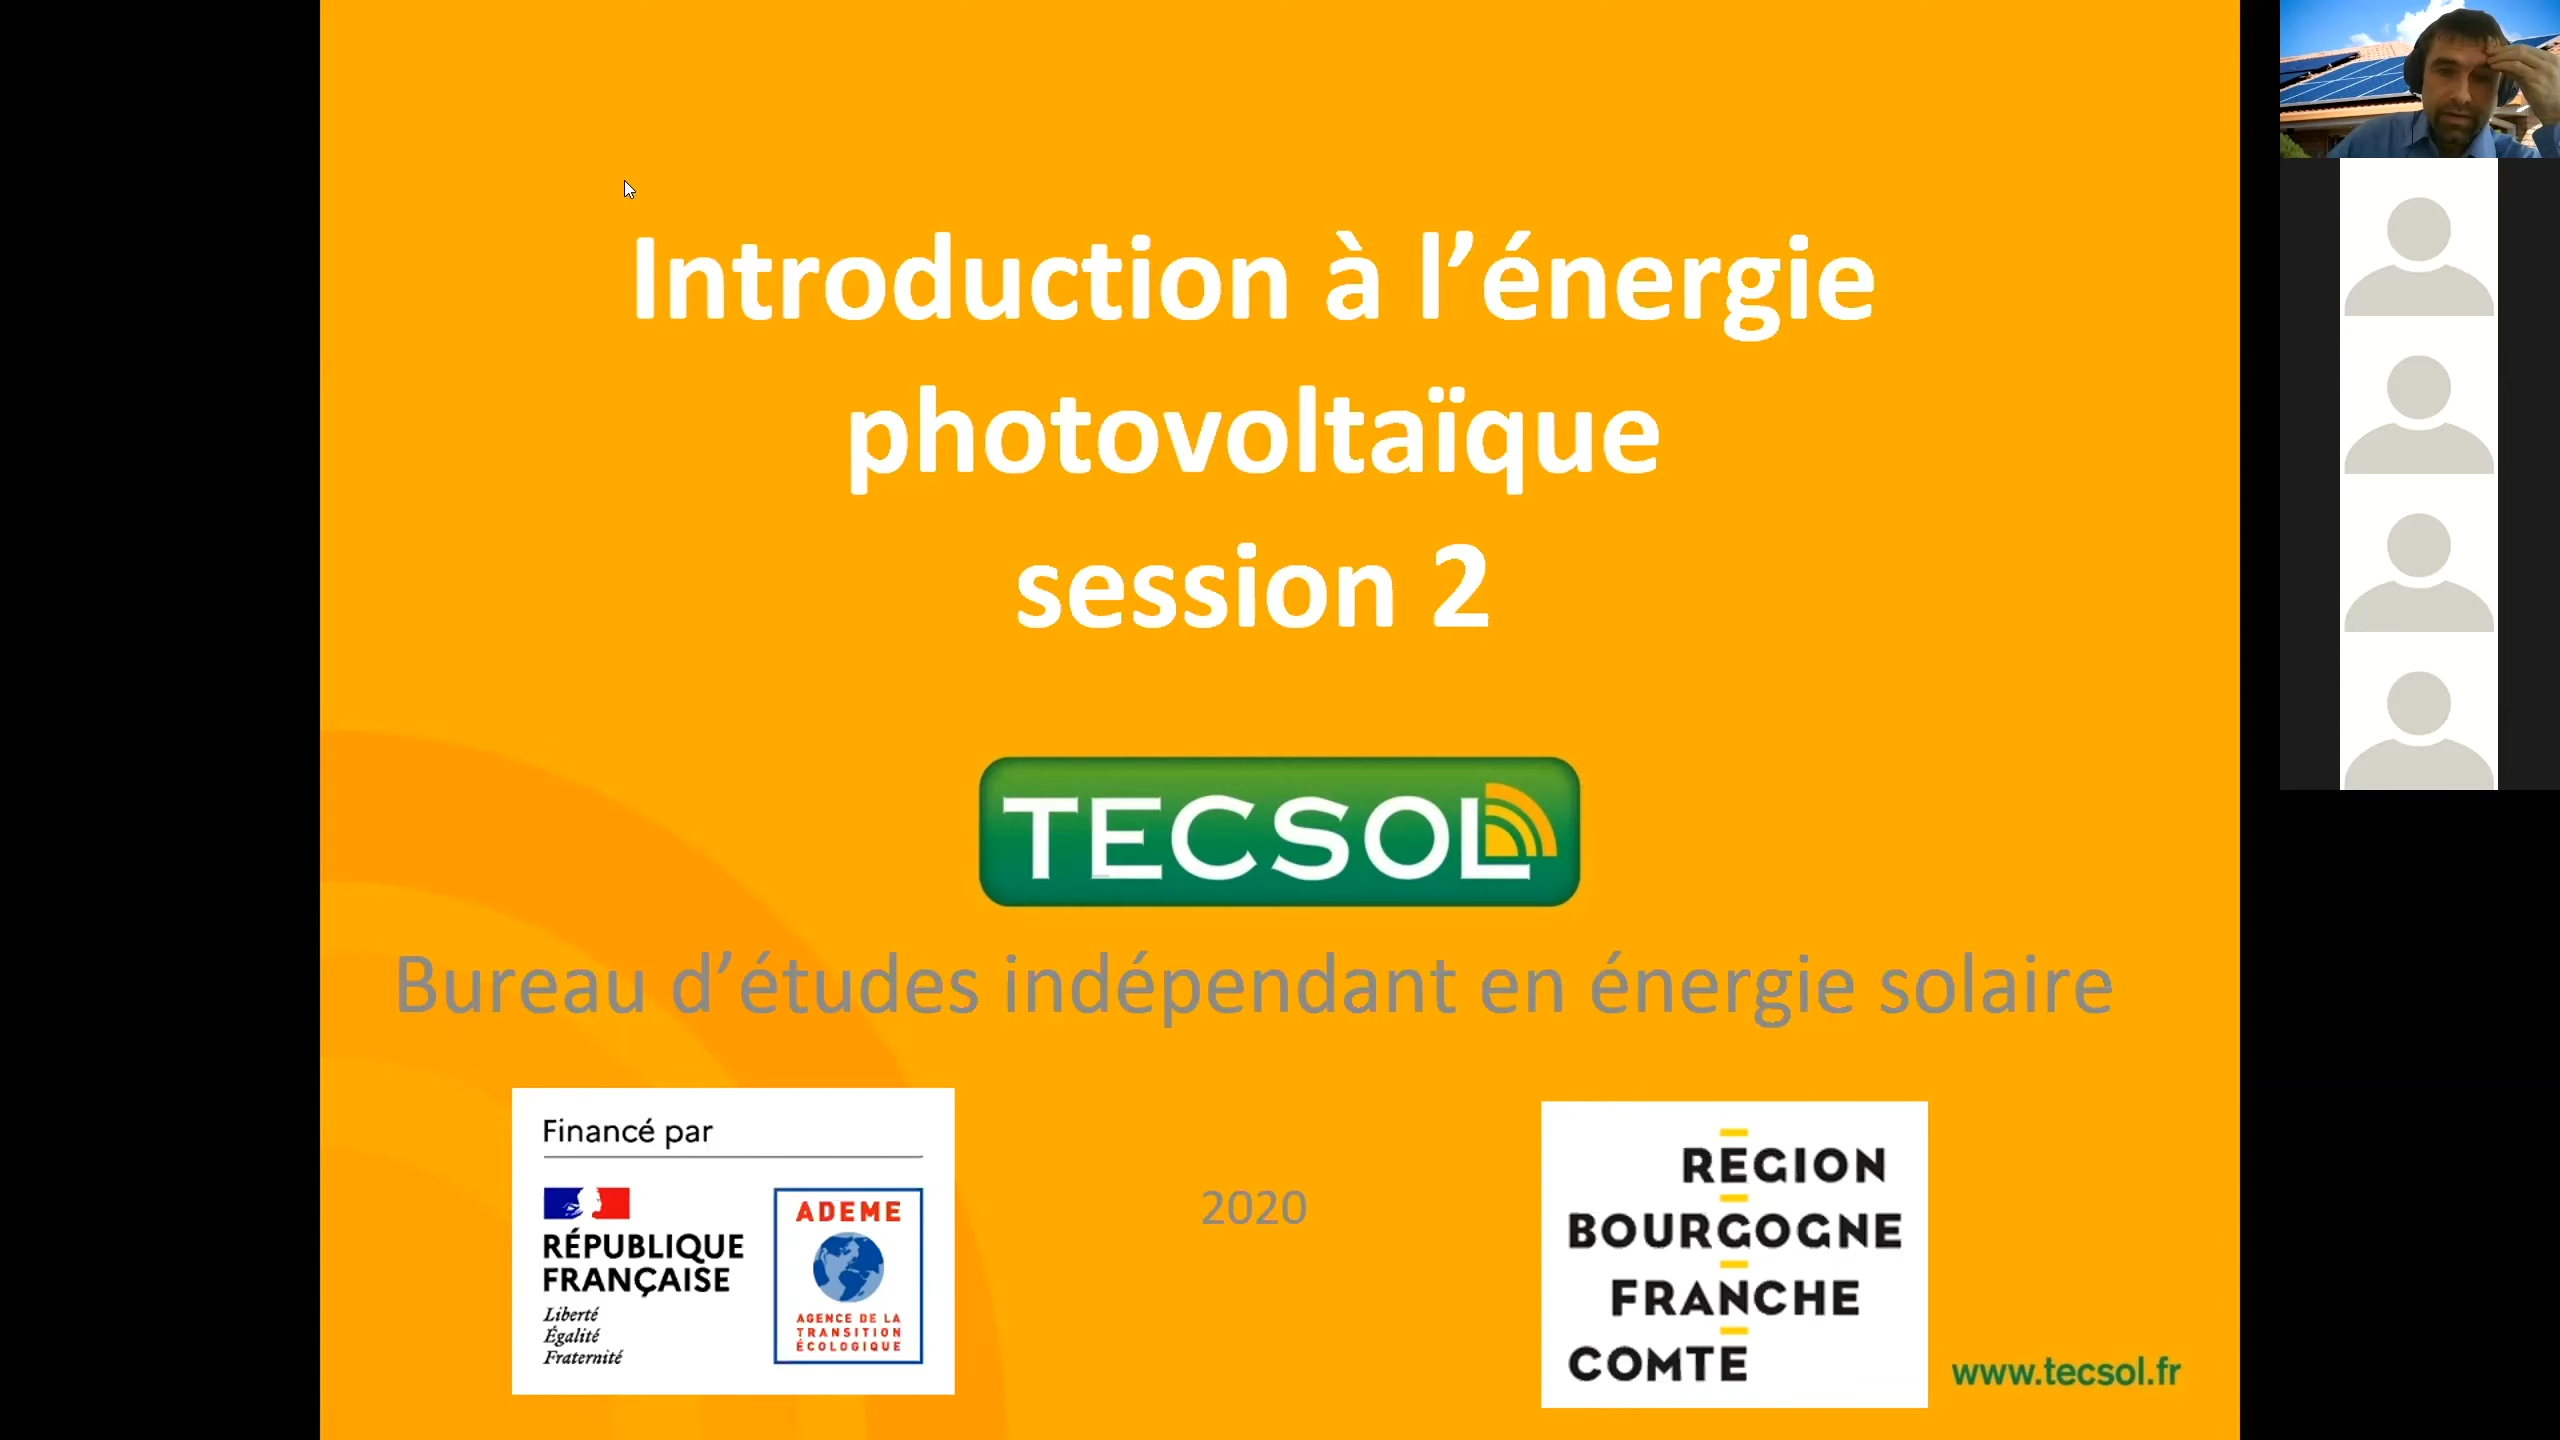 Introduction à l’énergie
photovoltaïque
session 2
TECSOL
Bureau d’études indépendant en énergie solaire
Financé par
RÉPUBLIQUE
FRANÇAISE
Liberté
Égalité
Fraternité
ADEME
AGENCE DE LA
TRANSITION
ÉCOLOGIQUE
2020
REGION
BOURGOGNE
FRANCHE
COMTE
www.tecsol.fr